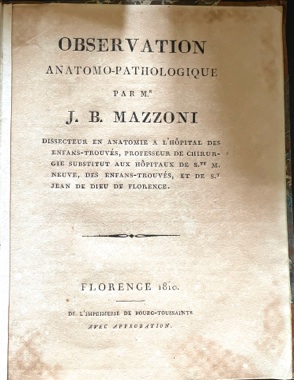 OBSERVATION
ANATOMO-PATHOLOGIQUE
PAR M.R
J. B. MAZZONI
DISSECTEUR EN ANATOMIE A L'HÔPITAL DES
ENFANS-TROUVÉS, PROFESSEUR DE CHIRUR-
GIE SUBSTITUT AUX HÔPITAUX DE S.TE M.
NEUVE, DES ENFANS-TROUVÉS, ET DE S.T
JEAN DE DIEU DE FLORENCE.
FLORENCE 1810.
DE L'IMPRIMERIE DE BOURG-TOUSSAINTS
AVEC APPROBATION.